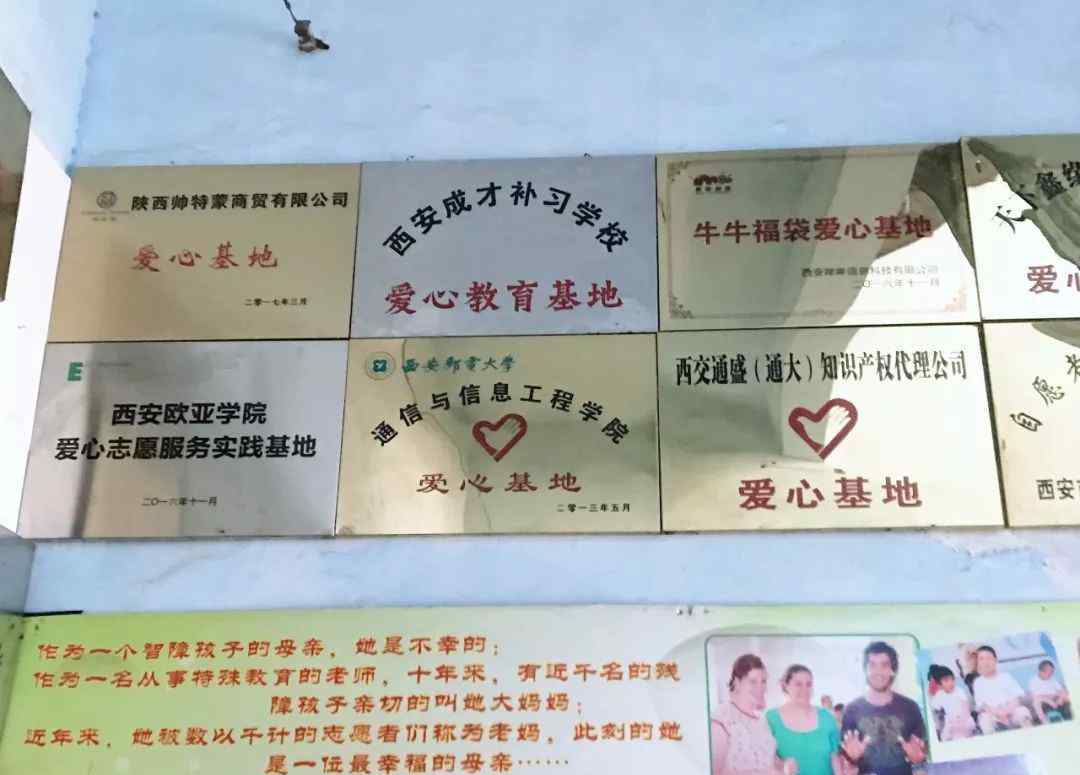 陕西帅特蒙商贸有限公司
爱心基地
二零一七年三月
西安成才补习学校
爱心教育基地
牛牛福袋爱心基地
二〇一六年十一月
爱心
E
西安欧亚学院
爱心志愿服务实践基地
二〇一六年十一月
西安邮电大学
通信与信息工程学院
爱心基地
二零一三年五月
西交通盛(通大)知识产权代理公司
爱心基地
自愿者
西安
作为一个智障孩子的母亲,她是不幸的;
作为一名从事特殊教育的老师,十年来,有近千名的残
障孩子亲切的叫她大妈妈;
近年来,她被数以千计的志愿者们称为老妈,此刻的她
是一位最幸福的母亲……